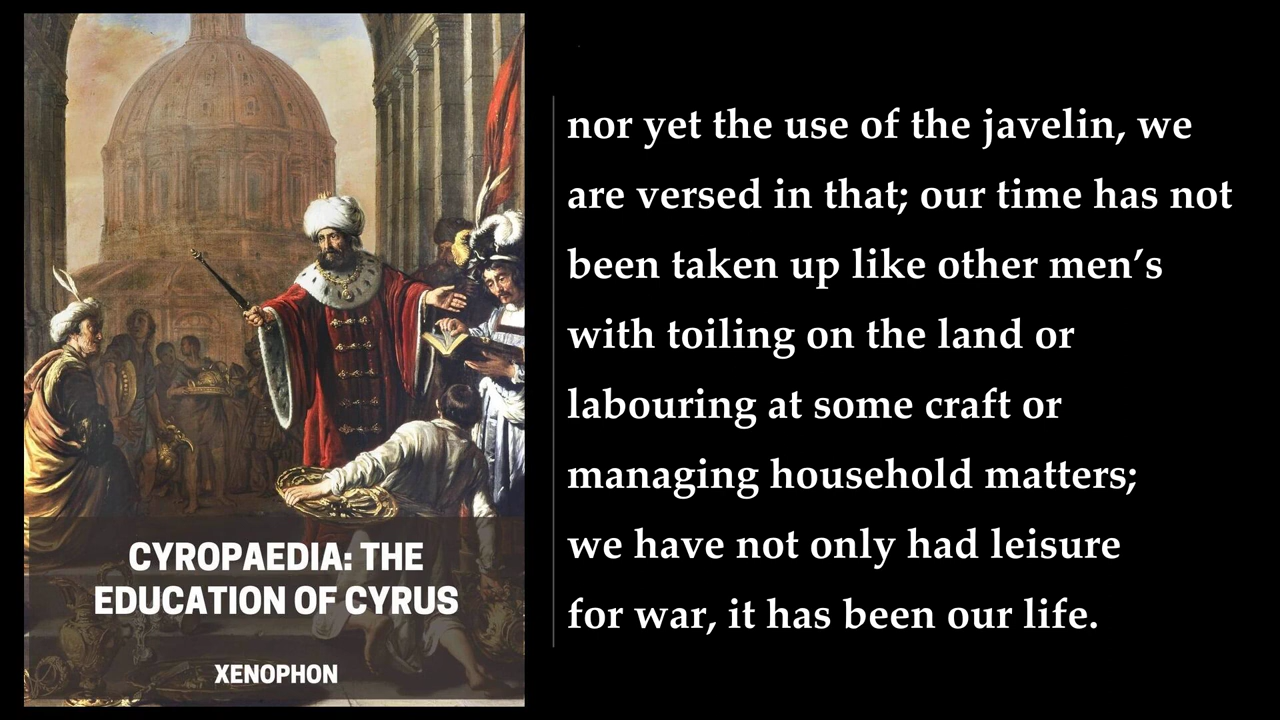 CYROPAEDIA: THE
EDUCATION OF CYRUS
XENOPHON
nor yet the use of the javelin, we
are versed in that; our time has not
been taken up like other men’s
with toiling on the land or
labouring at some craft or
managing household matters;
we have not only had leisure
for war, it has been our life.